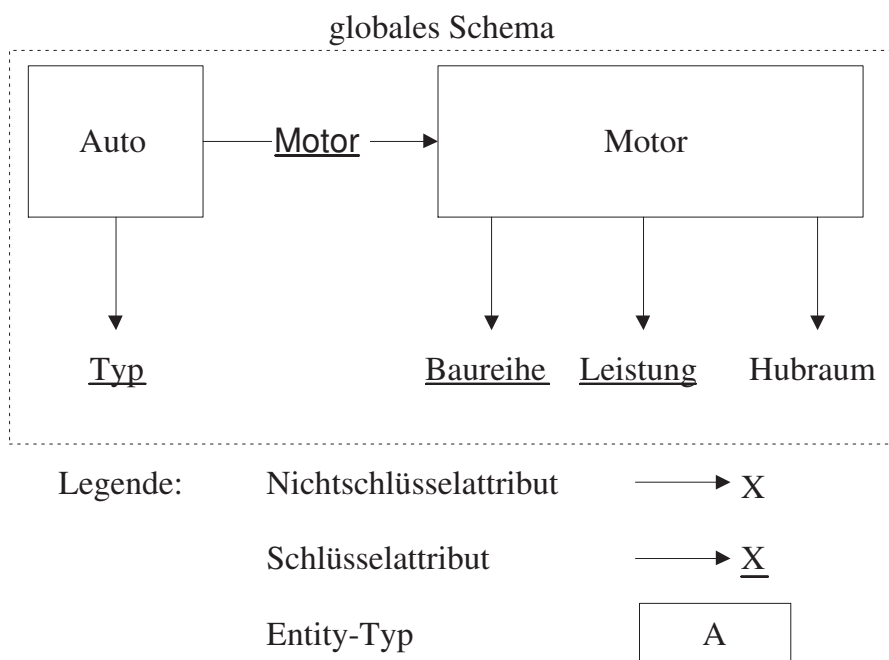 globales Schema
Auto Motor Motor
Typ Baureihe Leistung Hubraum
Legende: Nichtschlüsselattribut X
Schlüsselattribut X
Entity-Typ A